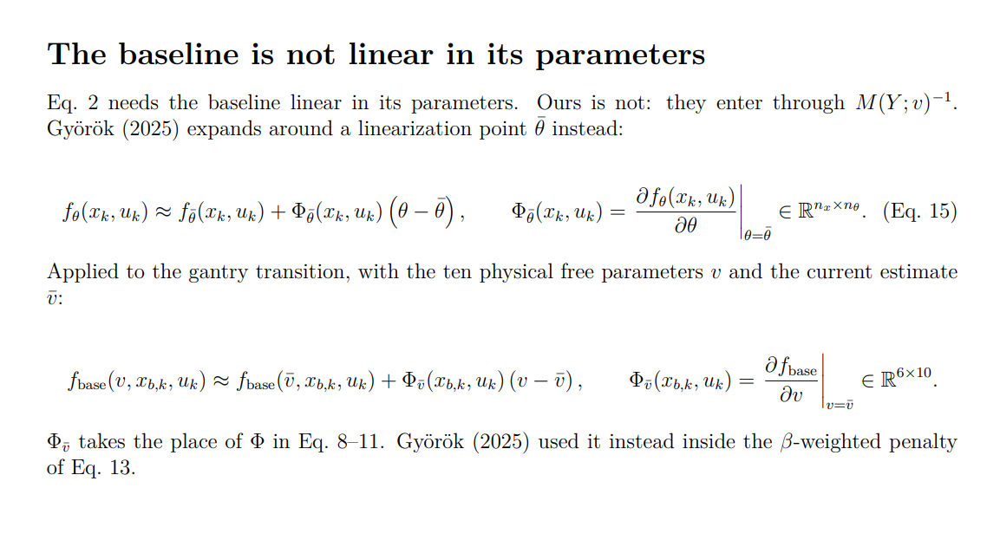 The baseline is not linear in its parameters
Eq. 2 needs the baseline linear in its parameters. Ours is not: they enter through $M(Y; v)^{-1}$.
Györök (2025) expands around a linearization point $\bar{\theta}$ instead:
$f_{\theta}(x_k, u_k) \approx f_{\bar{\theta}}(x_k, u_k) + \Phi_{\bar{\theta}}(x_k, u_k) \left(\theta - \bar{\theta}\right), \quad \Phi_{\bar{\theta}}(x_k, u_k) = \left.\frac{\partial f_{\theta}(x_k, u_k)}{\partial \theta}\right|_{\theta = \bar{\theta}} \in \mathbb{R}^{n_x \times n_{\theta}}.$ (Eq. 15)
Applied to the gantry transition, with the ten physical free parameters $v$ and the current estimate
$\bar{v}$:
$f_{\text{base}}(v, x_{b,k}, u_k) \approx f_{\text{base}}(\bar{v}, x_{b,k}, u_k) + \Phi_{\bar{v}}(x_{b,k}, u_k) (v - \bar{v}), \quad \Phi_{\bar{v}}(x_{b,k}, u_k) = \left.\frac{\partial f_{\text{base}}}{\partial v}\right|_{v = \bar{v}} \in \mathbb{R}^{6 \times 10}.$
$\Phi_{\bar{v}}$ takes the place of $\Phi$ in Eq. 8–11. Györök (2025) used it instead inside the $\beta$-weighted penalty
of Eq. 13.